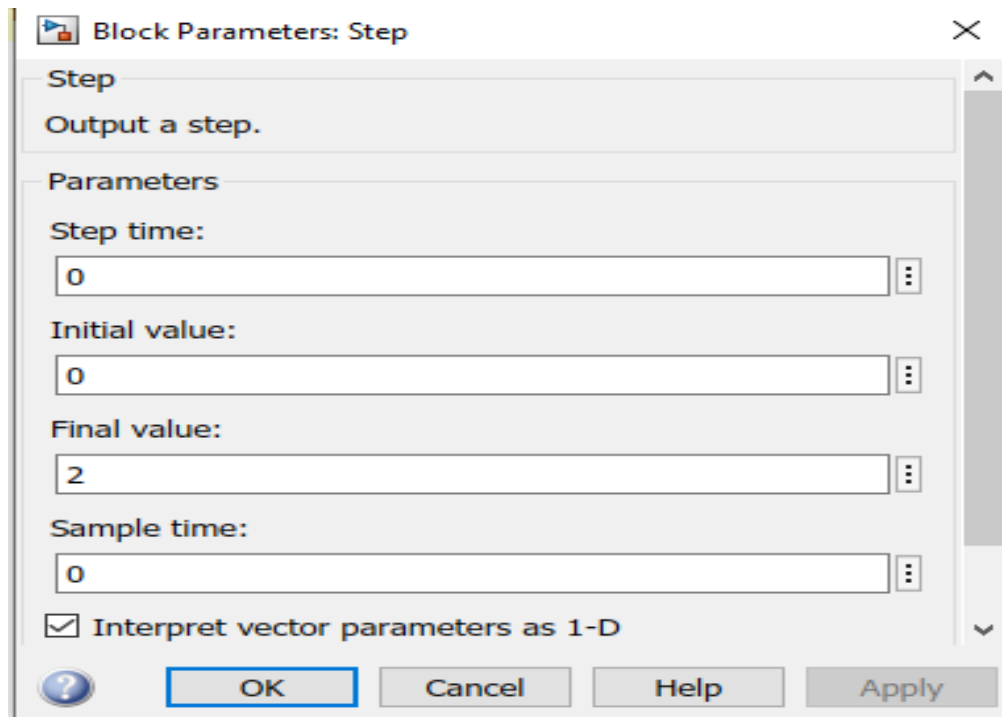 Block Parameters: Step
Step
Output a step.
Parameters
Step time:
0
Initial value:
0
Final value:
2
Sample time:
0
Interpret vector parameters as 1-D
? OK Cancel Help Apply